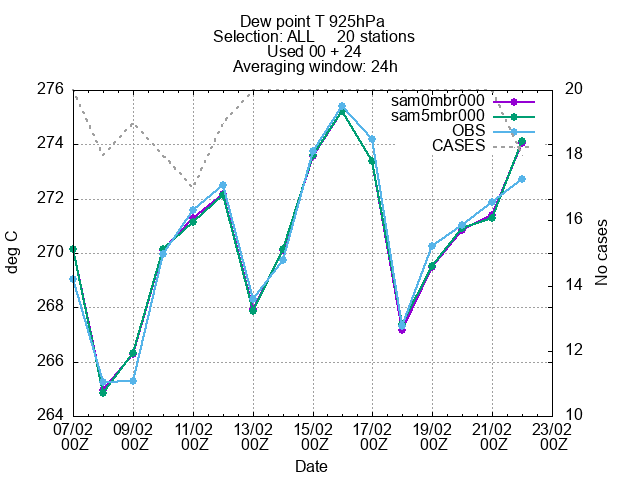 Dew point T 925hPa
Selection: ALL     20 stations
Used 00 + 24
Averaging window: 24h
276
274
272
270
268
266
264
deg C
20
18
16
14
12
10
No cases
sam0mbr000
sam5mbr000
OBS
CASES
07/02 09/02 11/02 13/02 15/02 17/02 19/02 21/02 23/02
00Z 00Z 00Z 00Z 00Z 00Z 00Z 00Z 00Z
Date